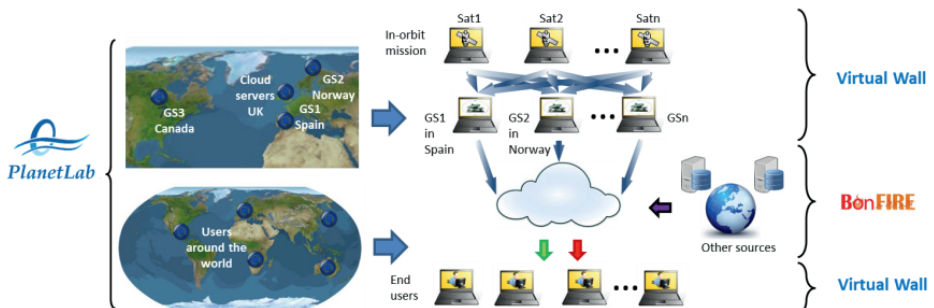 Sat1
Sat2
Satn
In-orbit
mission
Virtual Wall
GS2
Norway
Cloud
servers
UK
GS3
Canada
GS1
Spain
GS1
in
Spain
GS2
in
Norway
GSn
PlanetLab
BonFIRE
Other sources
Users
around the
world
End
users
Virtual Wall